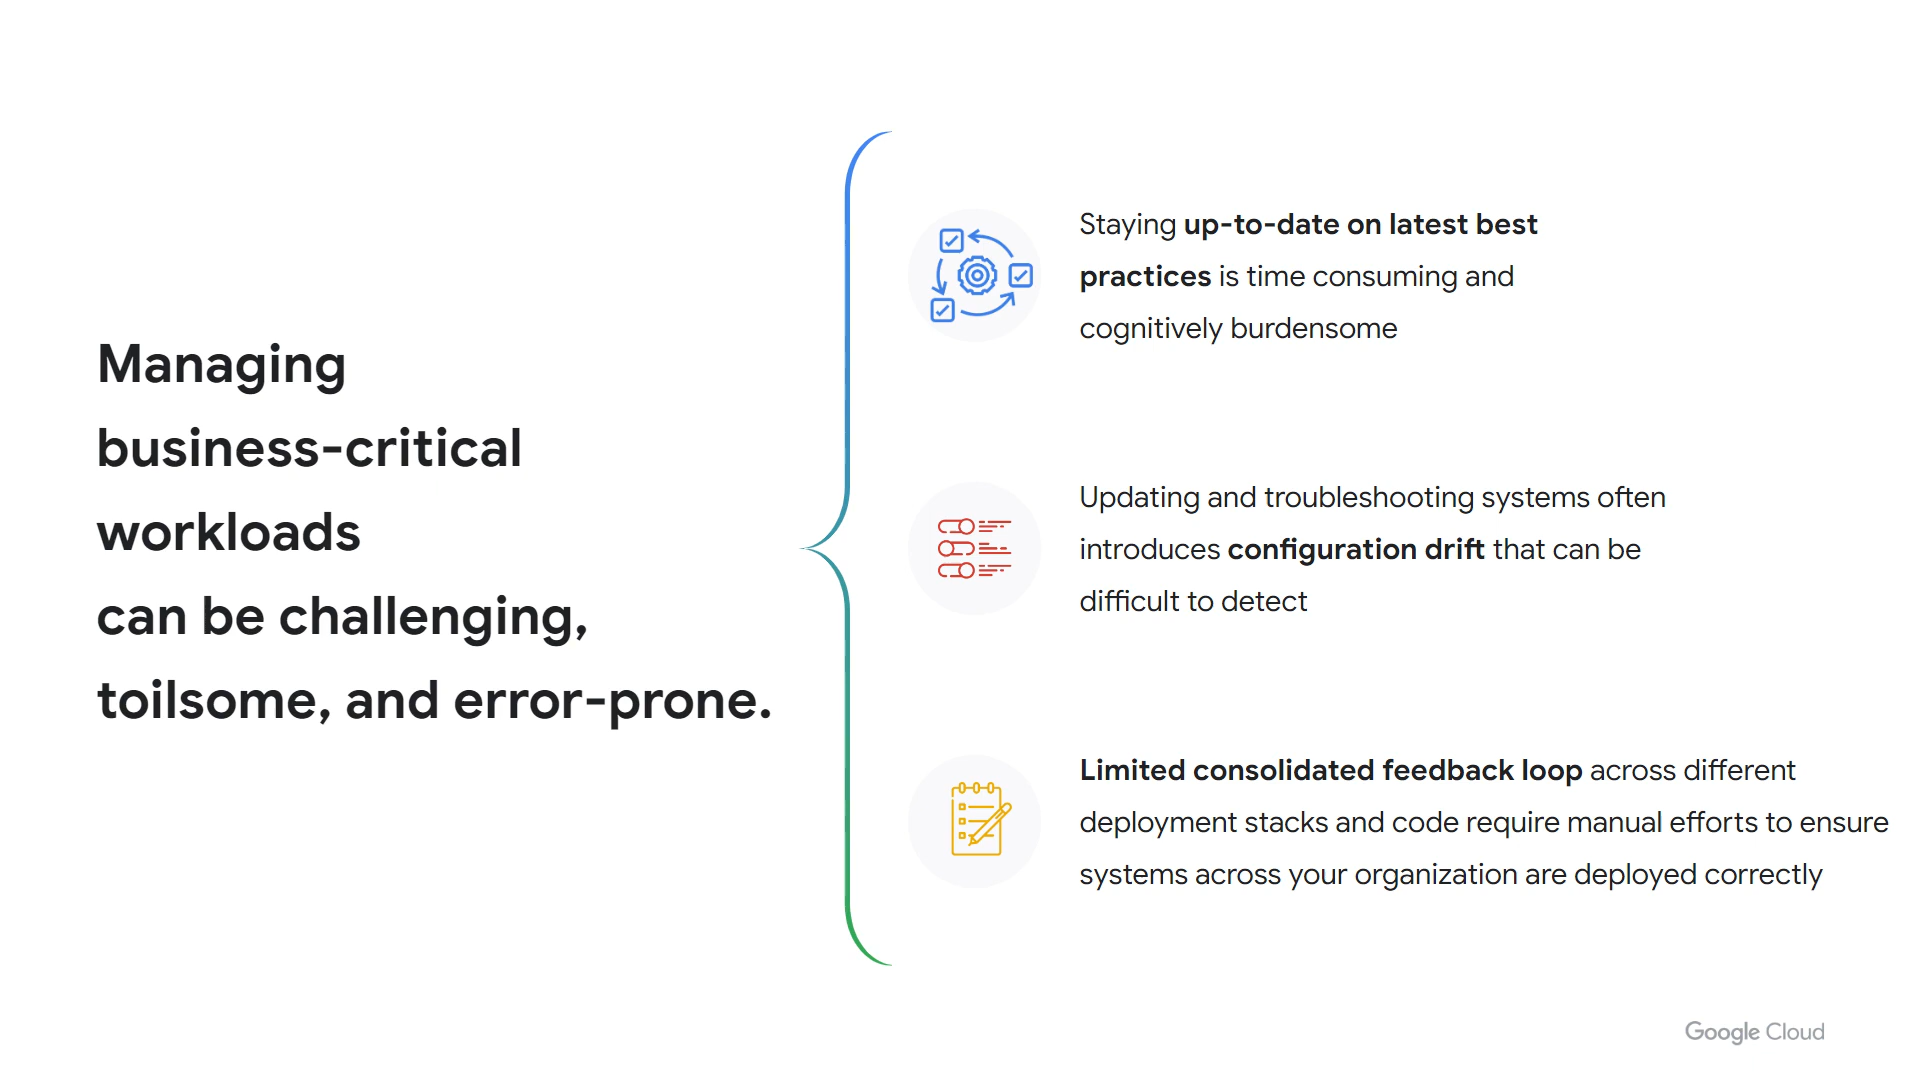 Managing
business-critical
workloads
can be challenging,
toilsome, and error-prone.
Staying up-to-date on latest best
practices is time consuming and
cognitively burdensome
Updating and troubleshooting systems often
introduces configuration drift that can be
difficult to detect
Limited consolidated feedback loop across different
deployment stacks and code require manual efforts to ensure
systems across your organization are deployed correctly
Google Cloud